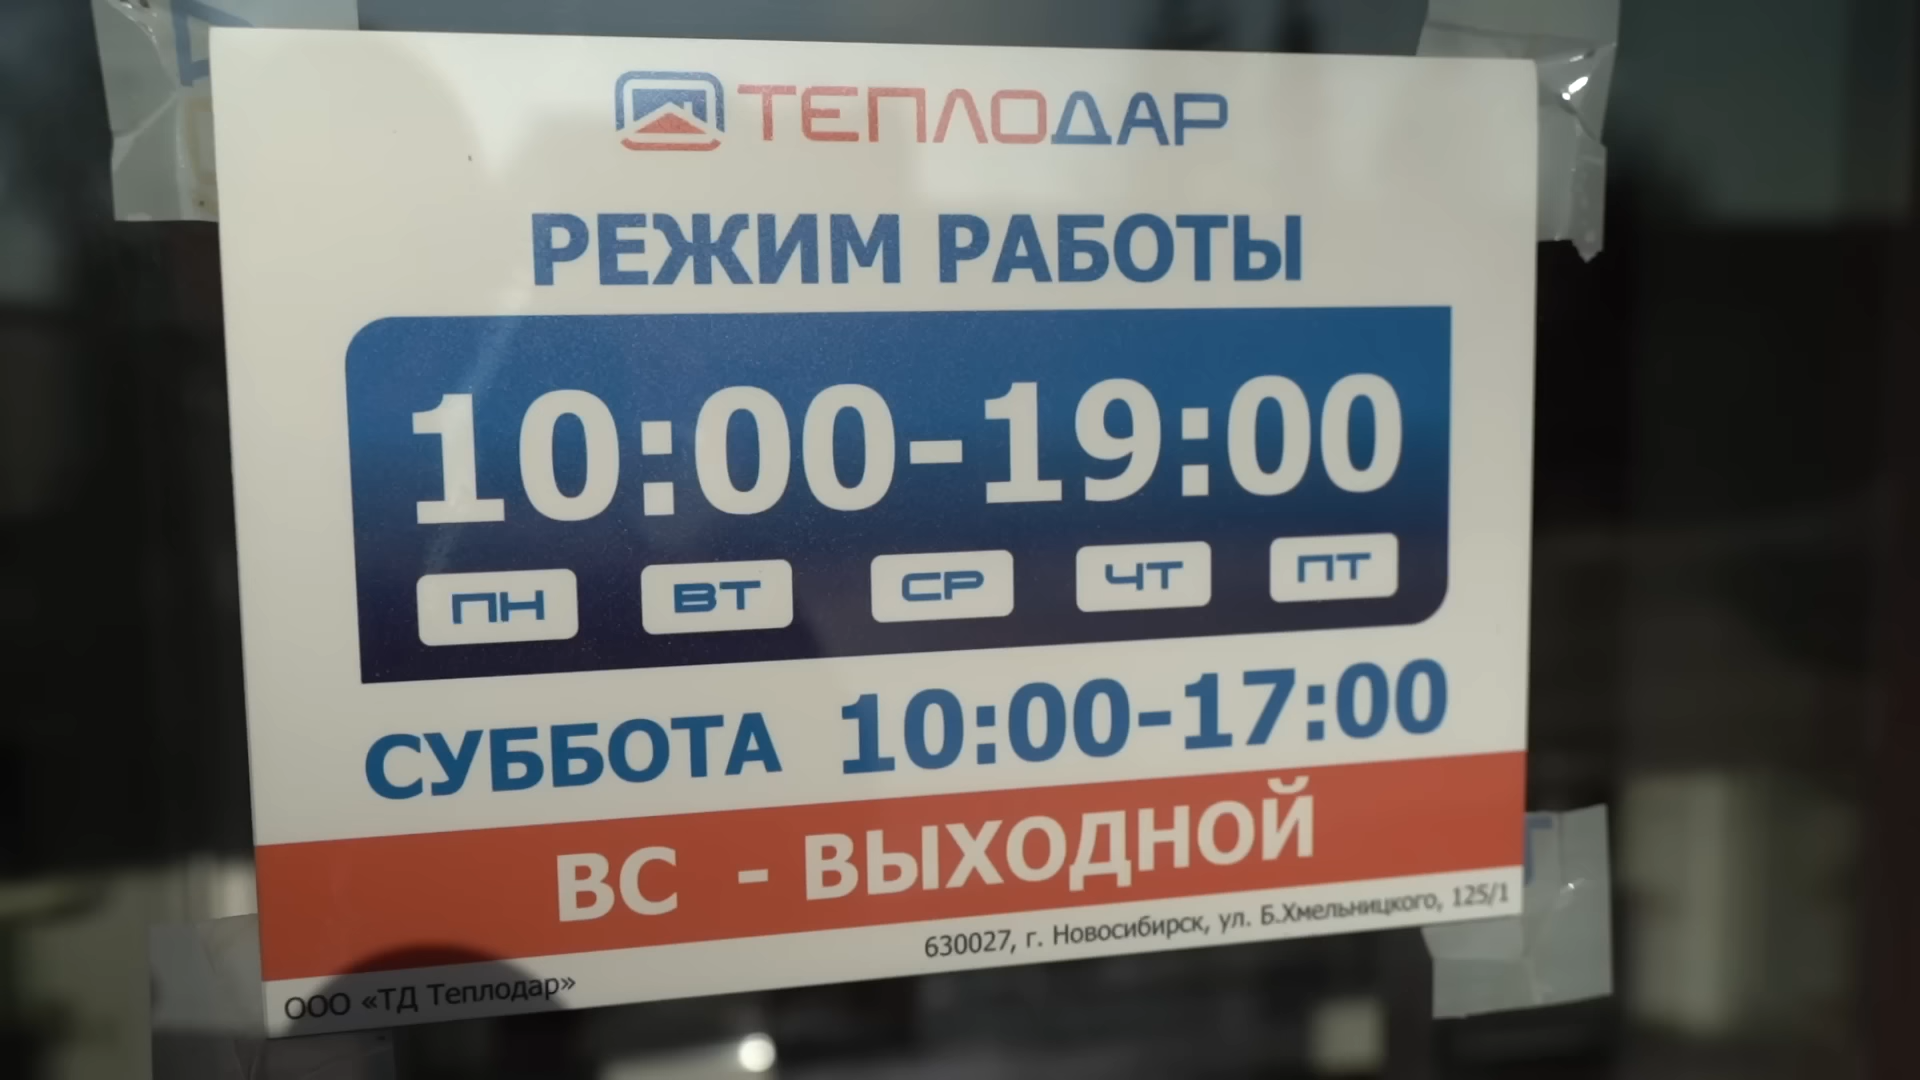 ТЕПЛОДАР
РЕЖИМ РАБОТЫ
10:00-19:00
ПН ВТ СР ЧТ ПТ
СУББОТА 10:00-17:00
ВС - ВЫХОДНОЙ
630027, г. Новосибирск, ул. Б.Хмельницкого, 125/1
ООО «ТД Теплодар»